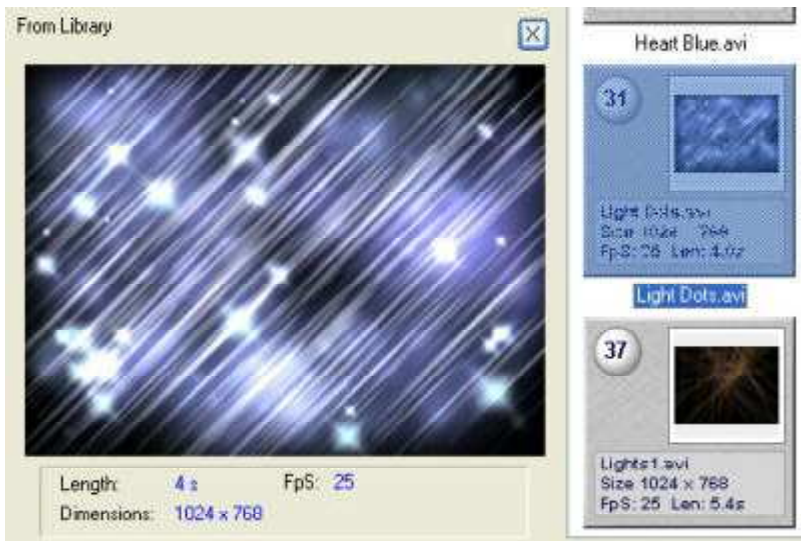 From Library
Length: 4 s FpS: 25
Dimensions: 1024 x 768
Heart Blue.avi
31
Light Dots.avi
Size 1024 768
FpS: 25 Len: 4.0s
Light Dots.avi
37
Lights1.avi
Size 1024 x 768
FpS: 25 Len: 5.4s